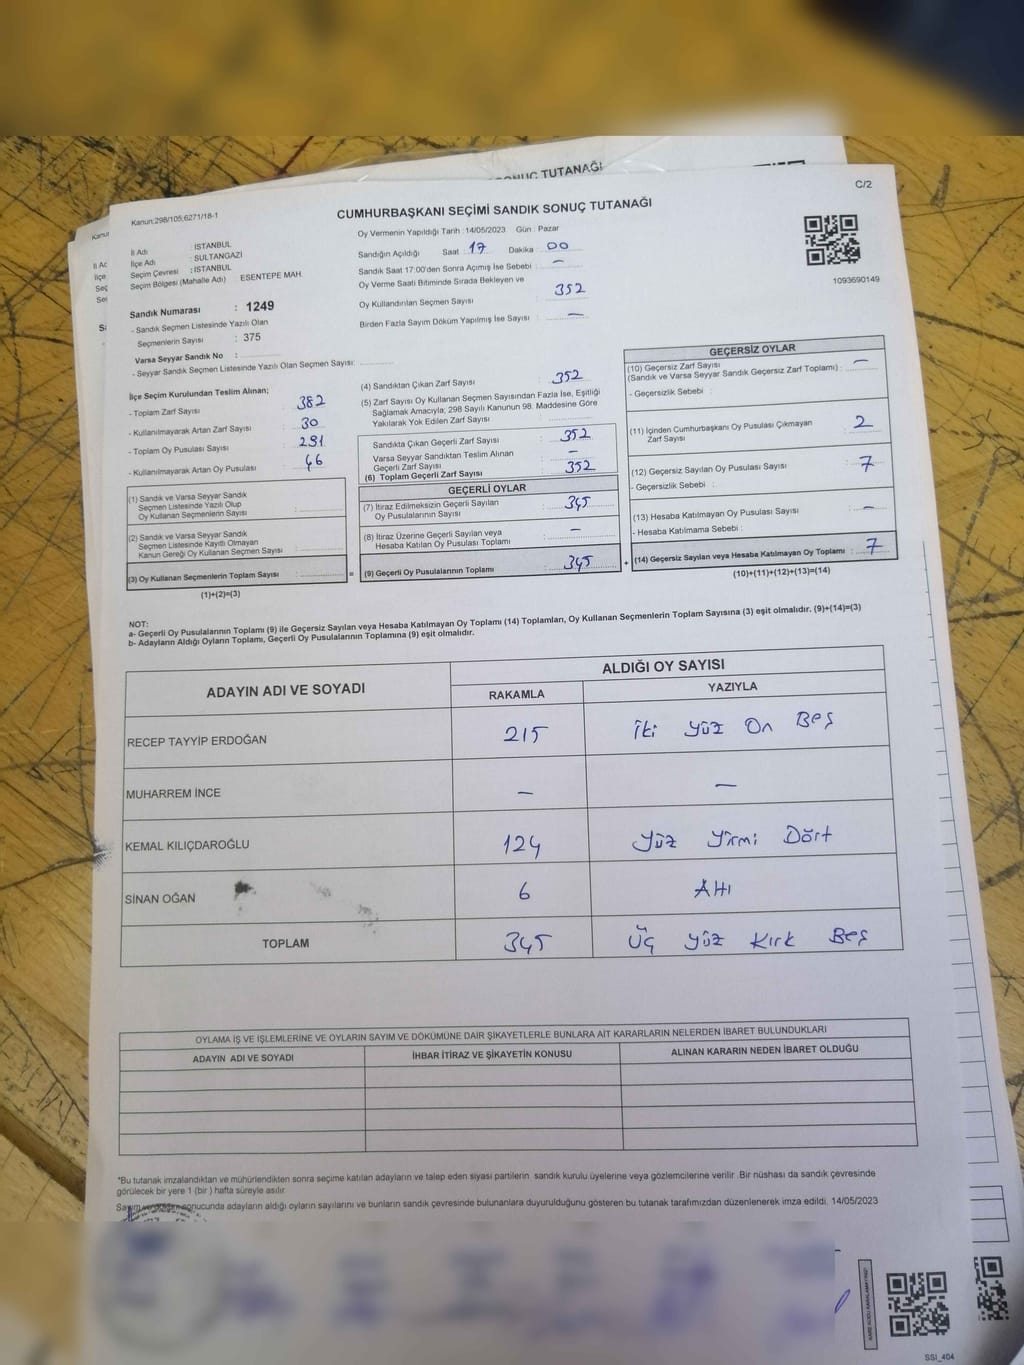 SONUÇ TUTANAĞI
C/2
Kanun:298/105;6271/18-1
CUMHURBAŞKANI SEÇİMİ SANDIK SONUÇ TUTANAĞI
İl Adı : İSTANBUL
İlçe Adı : SULTANGAZİ
Seçim Çevresi : İSTANBUL
Seçim Bölgesi (Mahalle Adı) ESENTEPE MAH.
Sandık Numarası : 1249
- Sandık Seçmen Listesinde Yazılı Olan
Seçmenlerin Sayısı : 375
Varsa Seyyar Sandık No :
- Seyyar Sandık Seçmen Listesinde Yazılı Olan Seçmen Sayısı:
Oy Vermenin Yapıldığı Tarih :14/05/2023 Gün : Pazar
Sandığın Açıldığı Saat 17 Dakika 00
Sandık Saat 17:00'den Sonra Açımış İse Sebebi : —
Oy Verme Saati Bitiminde Sırada Bekleyen ve
Oy Kullandırılan Seçmen Sayısı : 352
Birden Fazla Sayım Döküm Yapılmış İse Sayısı : —
1093690149
İlçe Seçim Kurulundan Teslim Alınan;
- Toplam Zarf Sayısı : 382
- Kullanılmayarak Artan Zarf Sayısı : 30
- Toplam Oy Pusulası Sayısı :
- Kullanılmayarak Artan Oy Pusulası :
(1) Sandık ve Varsa Seyyar Sandık
Seçmen Listesinde Yazılı Olup
Oy Kullanan Seçmenlerin Sayısı :
(2) Sandık ve Varsa Seyyar Sandık
Seçmen Listesinde Kayıtlı Olmayan
Kanun Gereği Oy Kullanan Seçmen Sayısı :
(3) Oy Kullanan Seçmenlerin Toplam Sayısı :
(1)+(2)=(3)
=
(4) Sandıktan Çıkan Zarf Sayısı : 352
(5) Zarf Sayısı Oy Kullanan Seçmen Sayısından Fazla İse, Eşitliği
Sağlamak Amacıyla; 298 Sayılı Kanunun 98. Maddesine Göre
Yakılarak Yok Edilen Zarf Sayısı :
Sandıkta Çıkan Geçerli Zarf Sayısı : 352
Varsa Seyyar Sandıktan Teslim Alınan
Geçerli Zarf Sayısı : —
(6) Toplam Geçerli Zarf Sayısı : 352
GEÇERLİ OYLAR
(7) İtiraz Edilmeksizin Geçerli Sayılan
Oy Pusulalarının Sayısı : 345
(8) İtiraz Üzerine Geçerli Sayılan veya
Hesaba Katılan Oy Pusulası Toplamı : —
(9) Geçerli Oy Pusulalarının Toplamı : 345
+
GEÇERSİZ OYLAR
(10) Geçersiz Zarf Sayısı
(Sandık ve Varsa Seyyar Sandık Geçersiz Zarf Toplamı) : —
- Geçersizlik Sebebi :
(11) İçinden Cumhurbaşkanı Oy Pusulası Çıkmayan
Zarf Sayısı : 2
(12) Geçersiz Sayılan Oy Pusulası Sayısı : 7
- Geçersizlik Sebebi :
(13) Hesaba Katılmayan Oy Pusulası Sayısı : —
- Hesaba Katılmama Sebebi :
(14) Geçersiz Sayılan veya Hesaba Katılmayan Oy Toplamı : 7
(10)+(11)+(12)+(13)=(14)
NOT:
a- Geçerli Oy Pusulalarının Toplamı (9) ile Geçersiz Sayılan veya Hesaba Katılmayan Oy Toplamı (14) Toplamları, Oy Kullanan Seçmenlerin Toplam Sayısına (3) eşit olmalıdır. (9)+(14)=(3)
b- Adayların Aldığı Oyların Toplamı, Geçerli Oy Pusulalarının Toplamına (9) eşit olmalıdır.
ADAYIN ADI VE SOYADI ALDIĞI OY SAYISI
RAKAMLA YAZIYLA
RECEP TAYYİP ERDOĞAN 215 İki Yüz On Beş
MUHARREM İNCE — —
KEMAL KILIÇDAROĞLU 124 Yüz Yirmi Dört
SİNAN OĞAN 6 Altı
TOPLAM 345 Üç Yüz Kırk Beş
OYLAMA İŞ VE İŞLEMLERİNE VE OYLARIN SAYIM VE DÖKÜMÜNE DAİR ŞİKAYETLERLE BUNLARA AİT KARARLARIN NELERDEN İBARET BULUNDUKLARI
ADAYIN ADI VE SOYADI İHBAR İTİRAZ VE ŞİKAYETİN KONUSU ALINAN KARARIN NEDEN İBARET OLDUĞU
*Bu tutanak imzalandıktan ve mühürlendikten sonra seçime katılan adayların ve talep eden siyasi partilerin sandık kurulu üyelerine veya gözlemcilerine verilir .Bir nüshası da sandık çevresinde
görülecek bir yere 1 (bir ) hafta süreyle asılır
sonucunda adayların aldığı oyların sayılarını ve bunların sandık çevresinde bulunanlara duyurulduğunu gösteren bu tutanak tarafımızdan düzenlenerek imza edildi. 14/05/2023
SSI_404